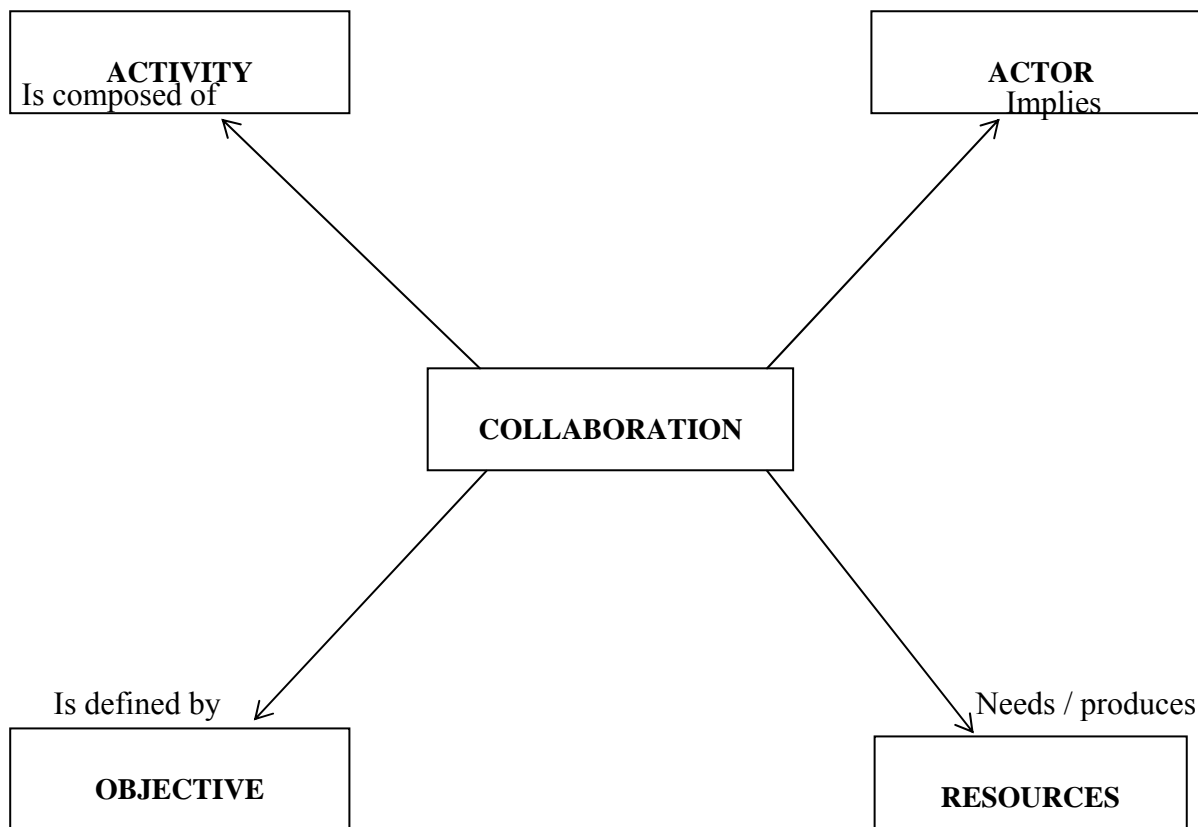 ACTIVITY
Is composed of
ACTOR
Implies
COLLABORATION
Is defined by
OBJECTIVE
Needs / produces
RESOURCES